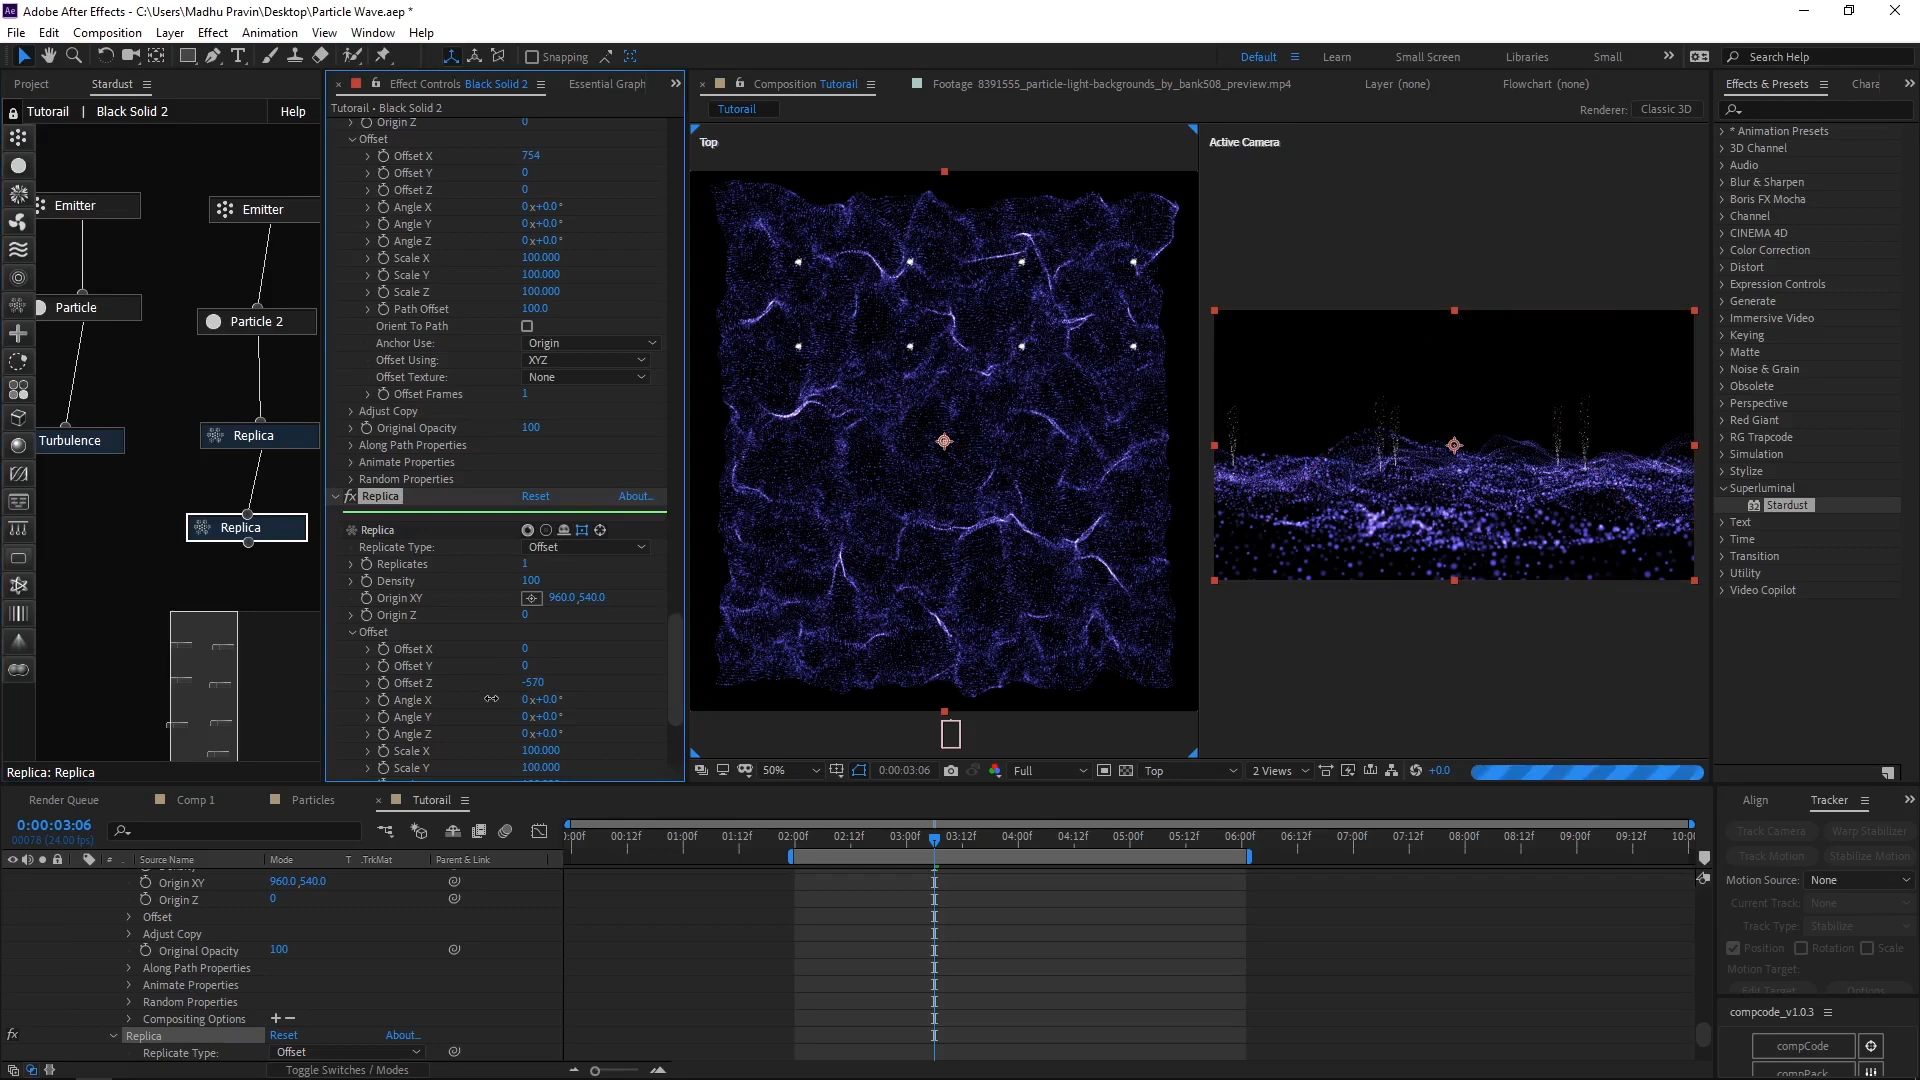 Adobe After Effects - C:\Users\Madhu Pravin\Desktop\Particle Wave.aep *
File Edit Composition Layer Effect Animation View Window Help
Snapping
Default Learn Small Screen Libraries Small Search Help
Project Stardust
Tutorail | Black Solid 2 Help
Emitter Emitter
Particle Particle 2
Turbulence Replica
Replica
Replica: Replica
Effect Controls Black Solid 2 Essential Graph
Tutorail • Black Solid 2
Origin Z 0
Offset
Offset X 754
Offset Y 0
Offset Z 0
Angle X 0x+0.0°
Angle Y 0x+0.0°
Angle Z 0x+0.0°
Scale X 100.000
Scale Y 100.000
Scale Z 100.000
Path Offset 100.0
Orient To Path
Anchor Use: Origin
Offset Using: XYZ
Offset Texture: None
Offset Frames 1
Adjust Copy
Original Opacity 100
Along Path Properties
Animate Properties
Random Properties
fx Replica Reset About...
Replica
Replicate Type: Offset
Replicates 1
Density 100
Origin XY 960.0,540.0
Origin Z 0
Offset
Offset X 0
Offset Y 0
Offset Z -570
Angle X 0x+0.0°
Angle Y 0x+0.0°
Angle Z 0x+0.0°
Scale X 100.000
Scale Y 100.000
Composition Tutorail Footage 8391555_particle-light-backgrounds_by_bank508_preview.mp4 Layer (none) Flowchart (none)
Tutorail Renderer: Classic 3D
Top Active Camera
50% 0:00:03:06 Full Top 2 Views +0.0
Effects & Presets Chara
* Animation Presets
3D Channel
Audio
Blur & Sharpen
Boris FX Mocha
Channel
CINEMA 4D
Color Correction
Distort
Expression Controls
Generate
Immersive Video
Keying
Matte
Noise & Grain
Obsolete
Perspective
Red Giant
RG Trapcode
Simulation
Stylize
Superluminal
32 Stardust
Text
Time
Transition
Utility
Video Copilot
Render Queue Comp 1 Particles Tutorail
0:00:03:06
00078 (24.00 fps)
# Source Name Mode T .TrkMat Parent & Link
:00f 00:12f 01:00f 01:12f 02:00f 02:12f 03:00f 03:12f 04:00f 04:12f 05:00f 05:12f 06:00f 06:12f 07:00f 07:12f 08:00f 08:12f 09:00f 09:12f 10:0
Origin XY 960.0,540.0
Origin Z 0
Offset
Adjust Copy
Original Opacity 100
Along Path Properties
Animate Properties
Random Properties
Compositing Options +–
fx Replica Reset About...
Replicate Type: Offset
Toggle Switches / Modes
Align Tracker
Track Camera Warp Stabilizer
Track Motion Stabilize Motion
Motion Source: None
Current Track: None
Track Type: Stabilize
Position Rotation Scale
Motion Target:
Edit Target... Options...
compcode_v1.0.3
compCode
compPack